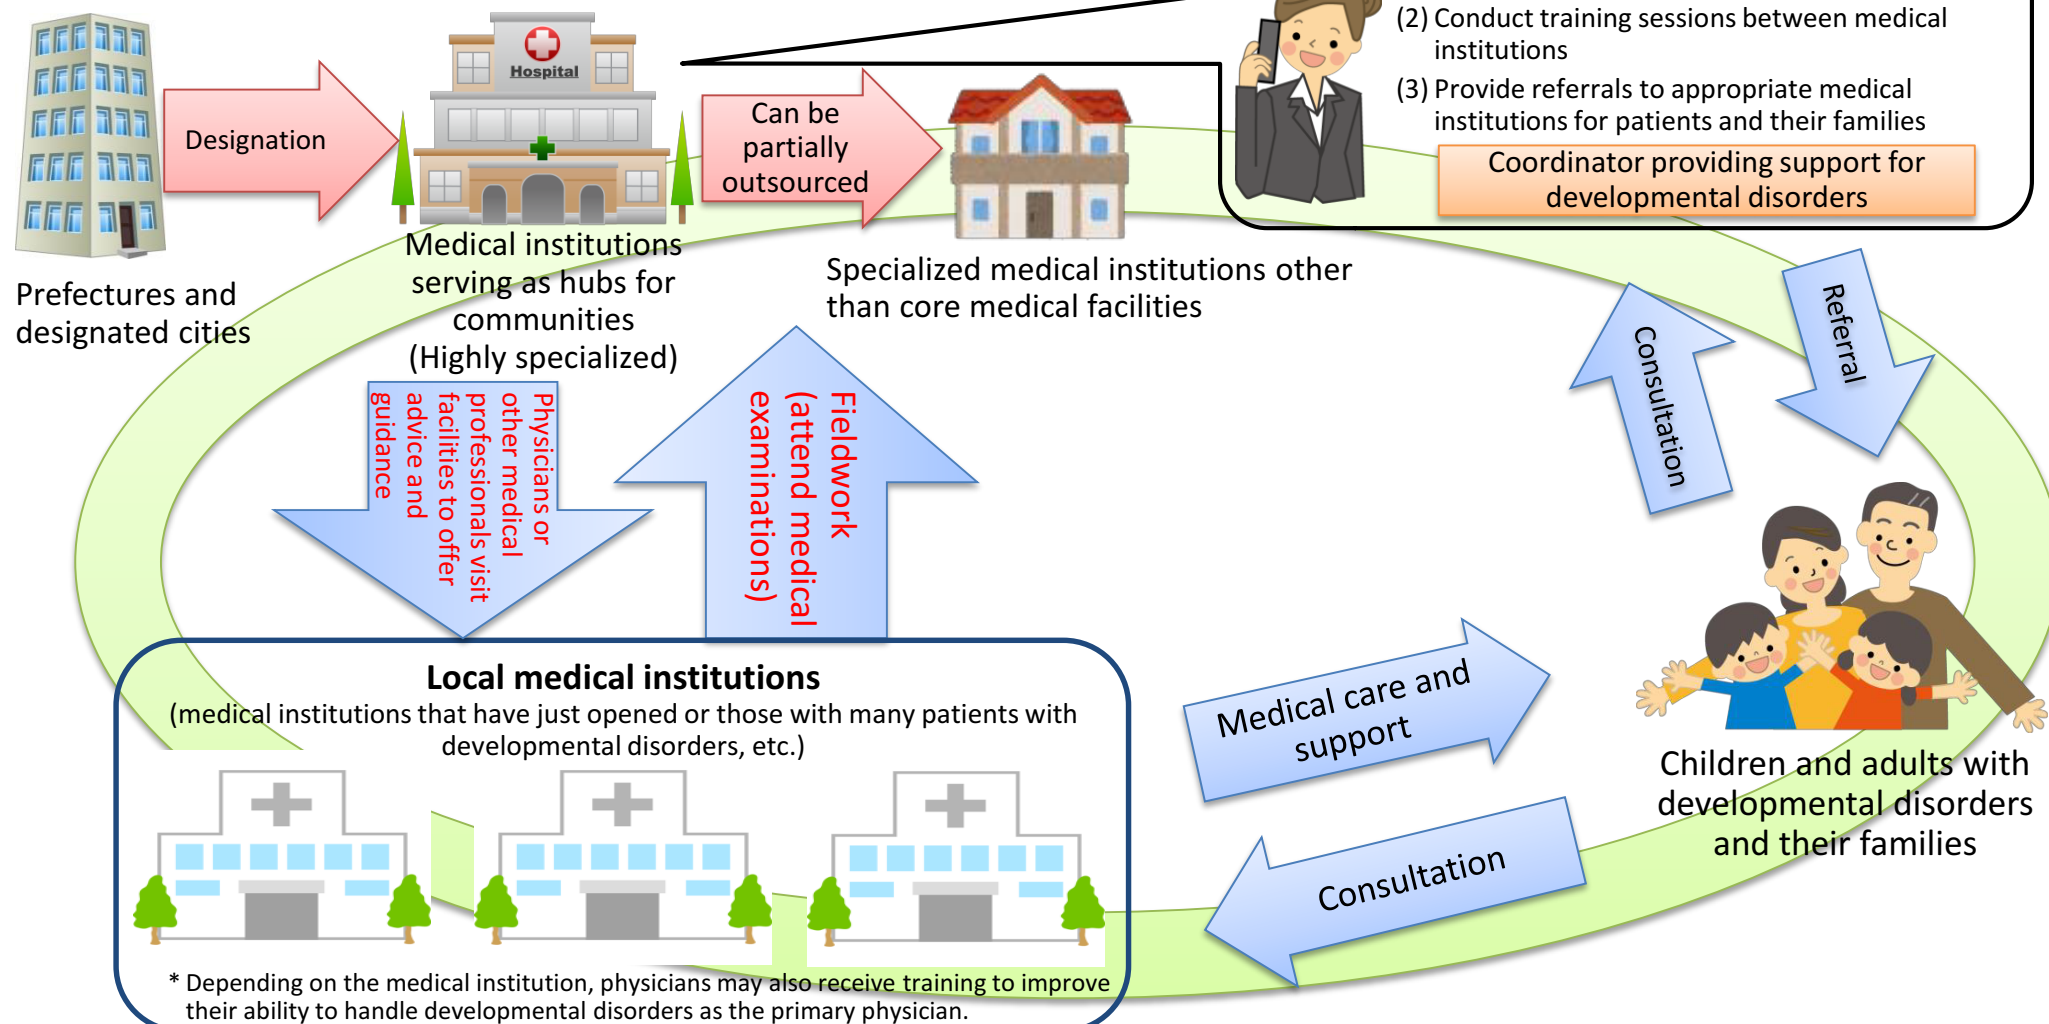 (2) Conduct training sessions between medical
institutions
(3) Provide referrals to appropriate medical
institutions for patients and their families
Coordinator providing support for
developmental disorders
Hospital
Designation
Can be
partially
outsourced
Prefectures and
designated cities
Medical institutions
serving as hubs for
communities
(Highly specialized)
Specialized medical institutions other
than core medical facilities
Physicians or
other medical
professionals visit
facilities to offer
advice and
guidance
Fieldwork
(attend medical
examinations)
Consultation
Referral
Local medical institutions
(medical institutions that have just opened or those with many patients with
developmental disorders, etc.)
Medical care and
support
Consultation
Children and adults with
developmental disorders
and their families
* Depending on the medical institution, physicians may also receive training to improve
their ability to handle developmental disorders as the primary physician.